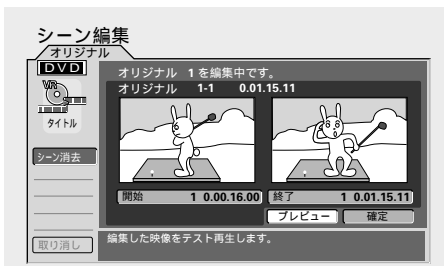 シーン編集
オリジナル
DVD
VR
タイトル
シーン消去
取り消し
オリジナル 1 を編集中です。
オリジナル 1-1 0.01.15.11
開始 1 0.00.16.00
終了 1 0.01.15.11
プレビュー 確定
編集した映像をテスト再生します。